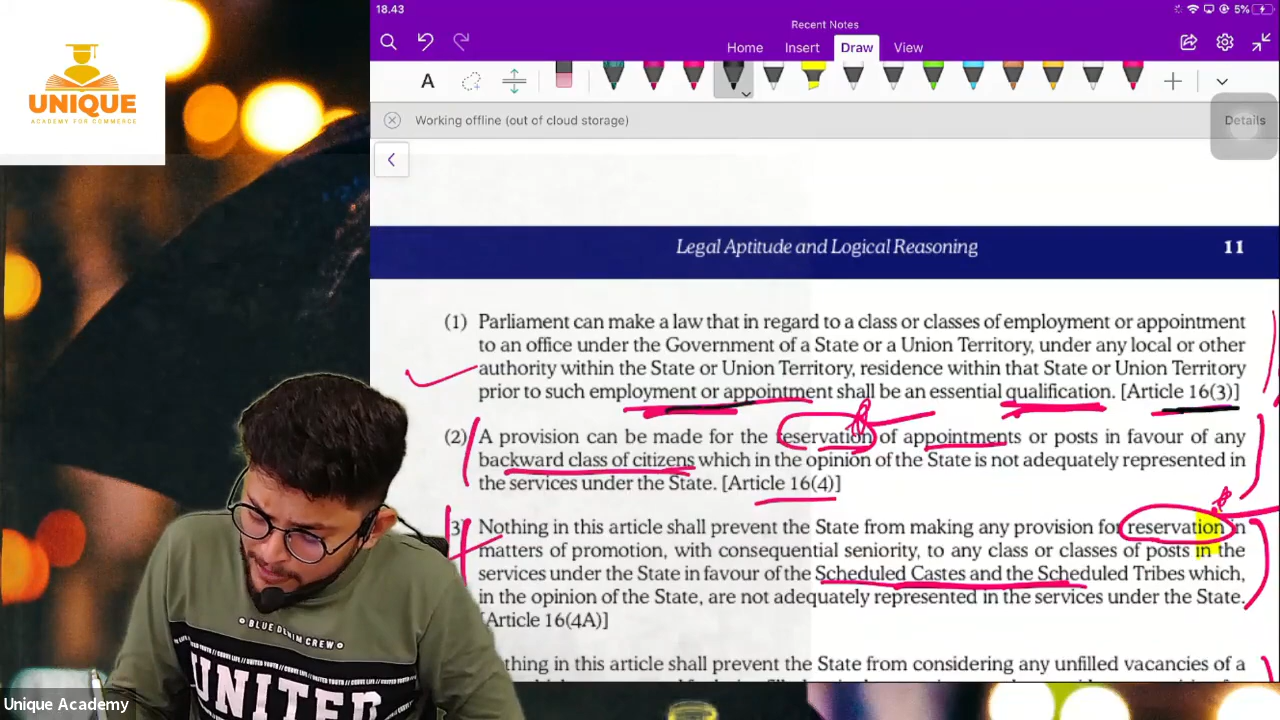 UNIQUE
ACADEMY FOR COMMERCE
18.43
5%
Recent Notes
Home Insert Draw View
A
Working offline (out of cloud storage)
Details
Legal Aptitude and Logical Reasoning 11
(1) Parliament can make a law that in regard to a class or classes of employment or appointment
to an office under the Government of a State or a Union Territory, under any local or other
authority within the State or Union Territory, residence within that State or Union Territory
prior to such employment or appointment shall be an essential qualification. [Article 16(3)]
(2) A provision can be made for the reservation of appointments or posts in favour of any
backward class of citizens which in the opinion of the State is not adequately represented in
the services under the State. [Article 16(4)]
3) Nothing in this article shall prevent the State from making any provision for reservation in
matters of promotion, with consequential seniority, to any class or classes of posts in the
services under the State in favour of the Scheduled Castes and the Scheduled Tribes which,
in the opinion of the State, are not adequately represented in the services under the State.
[Article 16(4A)]
thing in this article shall prevent the State from considering any unfilled vacancies of a
BLUE DENIM CREW
UNITED
Unique Academy